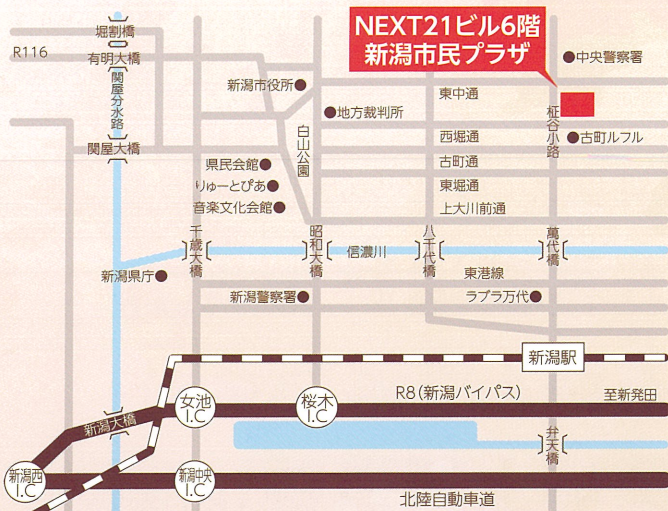 NEXT21ビル6階
新潟市民プラザ
堀割橋
R116
有明大橋
関屋分水路
関屋大橋
新潟市役所
地方裁判所
中央警察署
東中通
柾谷小路
古町ルフル
西堀通
古町通
東堀通
上大川前通
白山公園
県民会館
りゅーとぴあ
音楽文化会館
千歳大橋
昭和大橋
信濃川
八千代橋
萬代橋
新潟県庁
東港線
新潟警察署
ラブラ万代
新潟駅
女池
I.C
桜木
I.C
R8(新潟バイパス)
至新発田
新潟大橋
弁天橋
新潟西
I.C
新潟中央
I.C
北陸自動車道